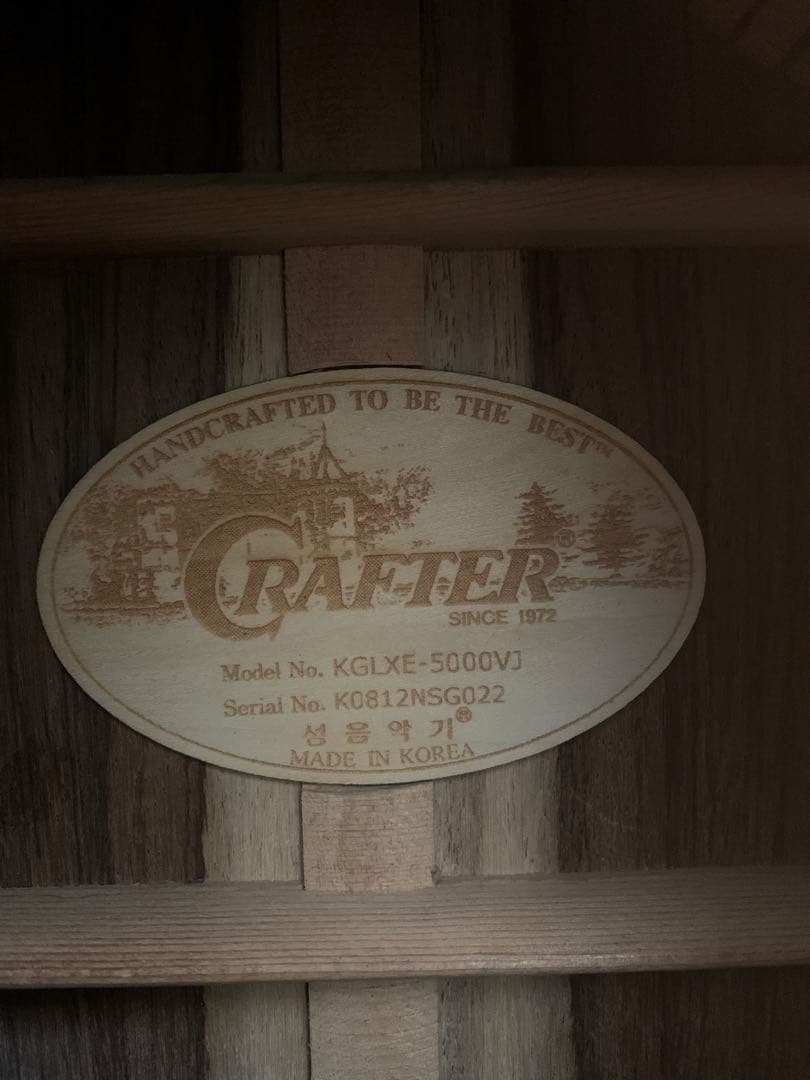 HANDCRAFTED TO BE THE BEST™
CRAFTER®
SINCE 1972
Model No. KGLXE-5000VJ
Serial No. K0812NSG022
성음악기®
MADE IN KOREA